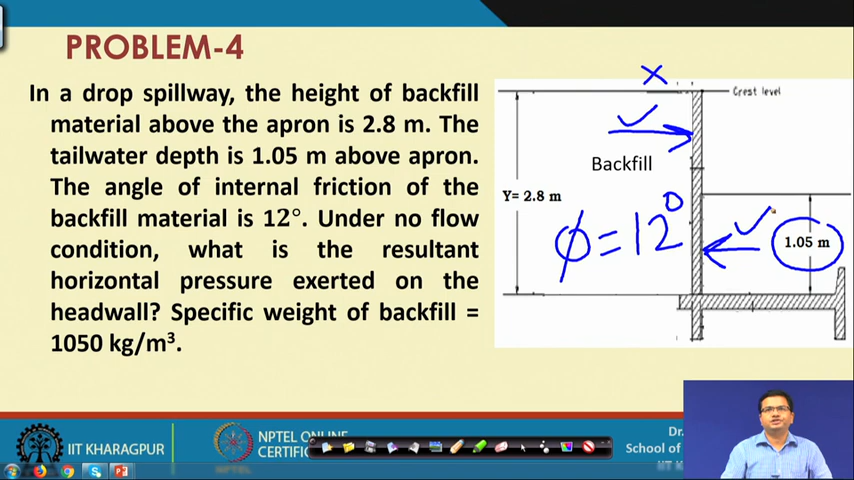 PROBLEM-4
In a drop spillway, the height of backfill
material above the apron is 2.8 m. The
tailwater depth is 1.05 m above apron.
The angle of internal friction of the
backfill material is 12°. Under no flow
condition, what is the resultant
horizontal pressure exerted on the
headwall? Specific weight of backfill =
1050 kg/m³.
x
Crest level
Backfill
Y= 2.8 m
ϕ = 12°
1.05 m
IIT KHARAGPUR
NPTEL ONLINE
CERTIFIC
NPTEL
Dr.
School of
IIT K